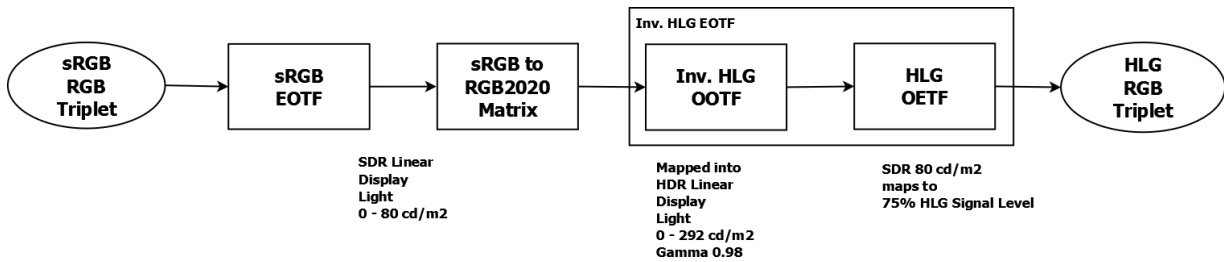 Inv. HLG EOTF
sRGB
RGB
Triplet
sRGB
EOTF
sRGB to
RGB2020
Matrix
Inv. HLG
OOTF
HLG
OETF
HLG
RGB
Triplet
SDR Linear
Display
Light
0 - 80 cd/m2
Mapped into
HDR Linear
Display
Light
0 - 292 cd/m2
Gamma 0.98
SDR 80 cd/m2
maps to
75% HLG Signal Level